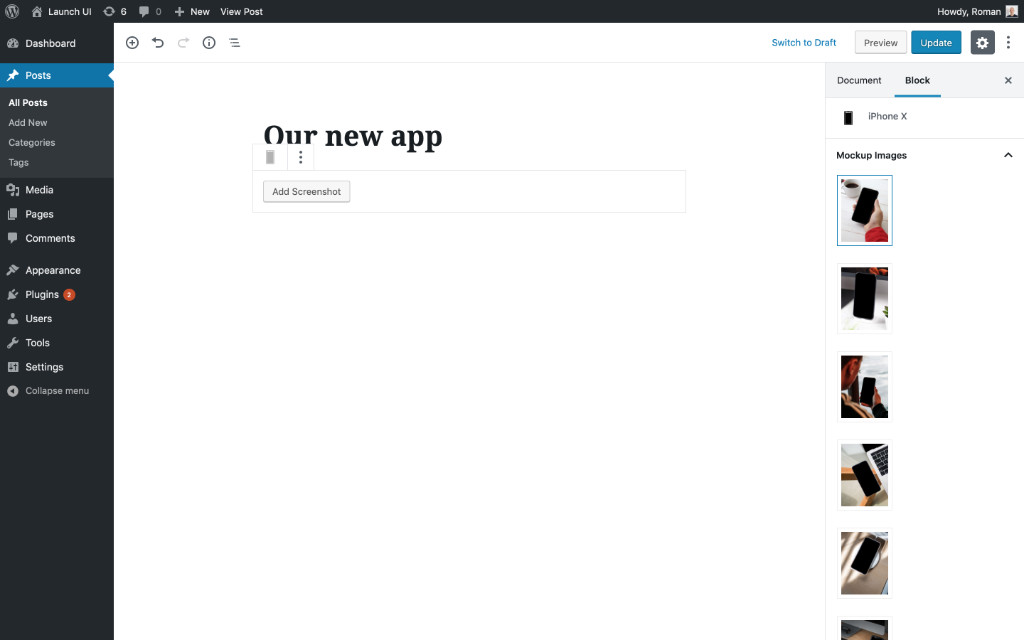 Launch UI 6 0 New View Post Howdy, Roman
Dashboard
Posts
All Posts
Add New
Categories
Tags
Media
Pages
Comments
Appearance
Plugins 2
Users
Tools
Settings
Collapse menu
Switch to Draft Preview Update
Our new app
Add Screenshot
Document Block
iPhone X
Mockup Images